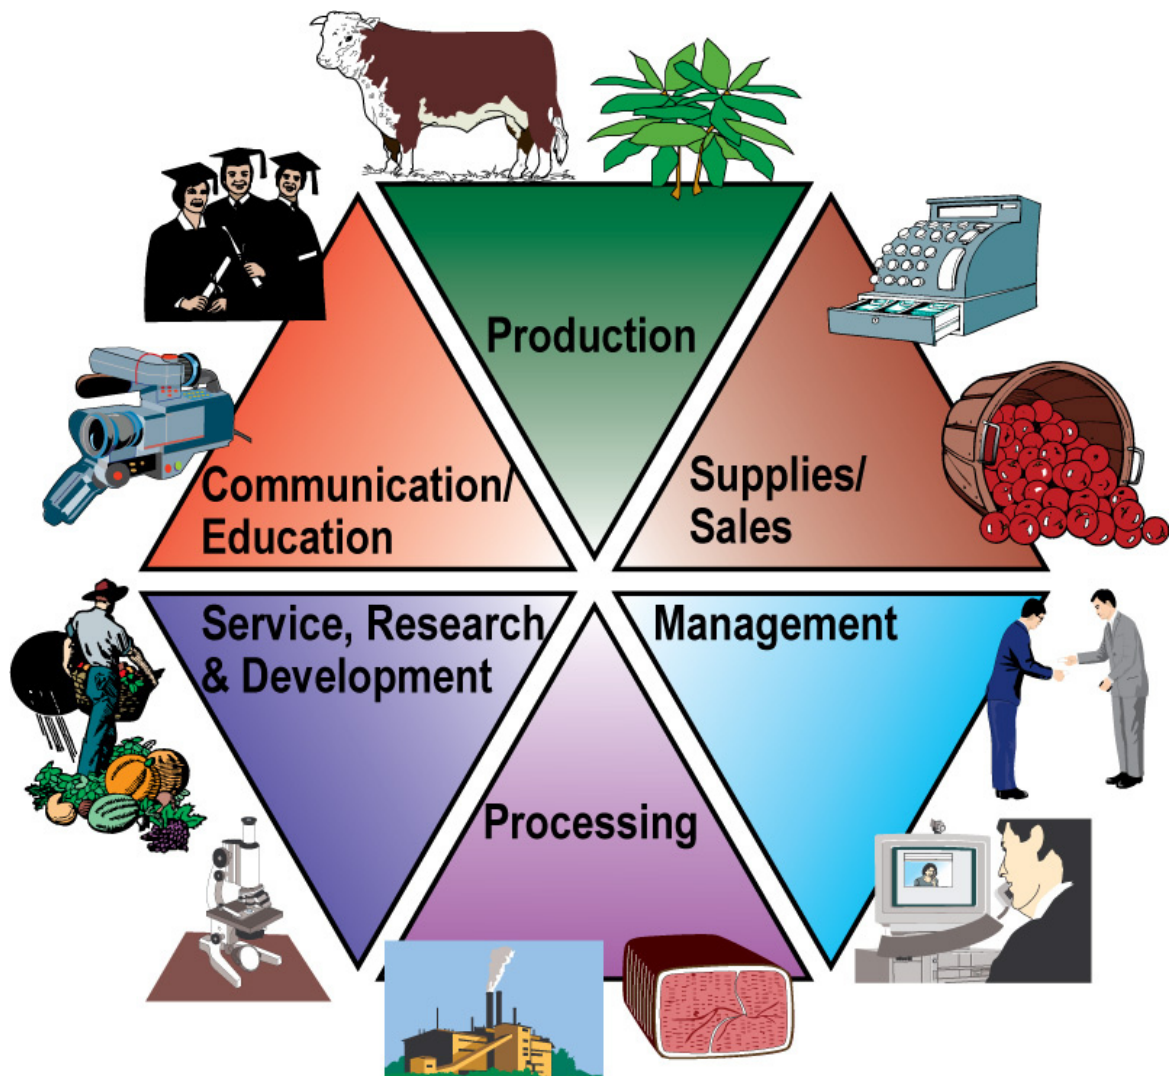 Production
Communication/
Education
Supplies/
Sales
Service, Research
& Development
Management
Processing